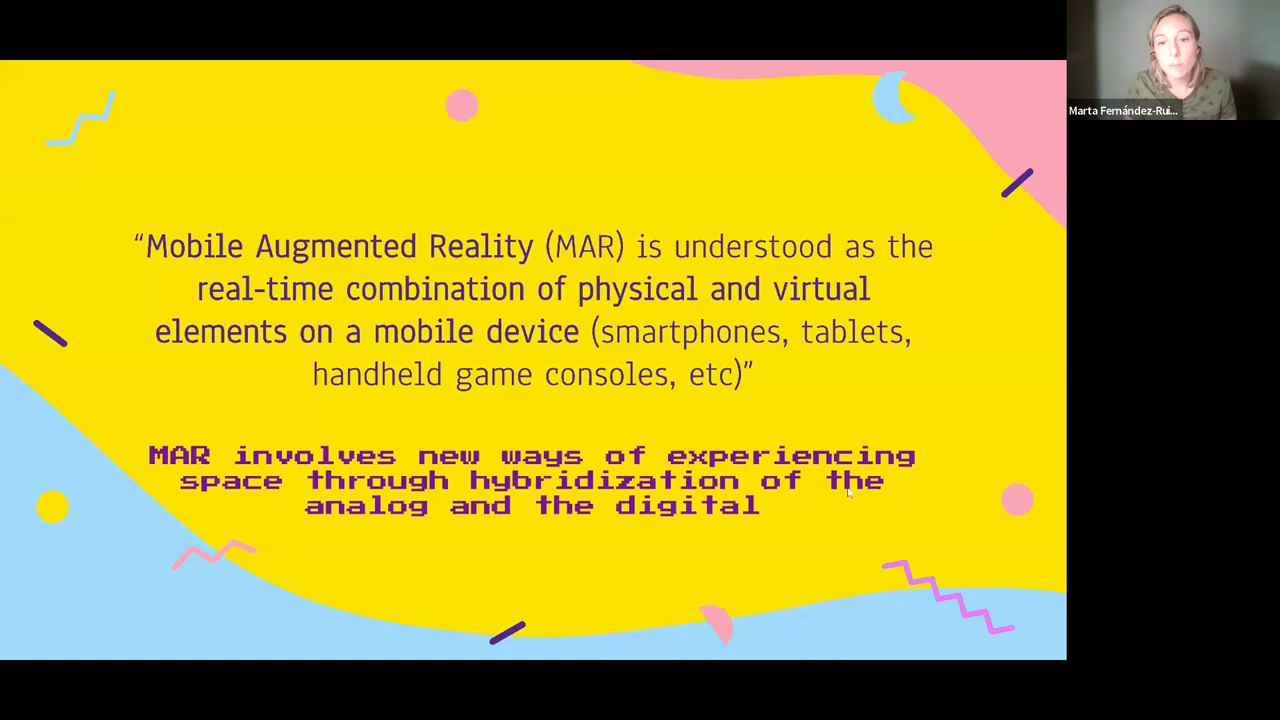 “Mobile Augmented Reality (MAR) is understood as the
real-time combination of physical and virtual
elements on a mobile device (smartphones, tablets,
handheld game consoles, etc)”
MAR involves new ways of experiencing
space through hybridization of the
analog and the digital
Marta Fernández-Rui...